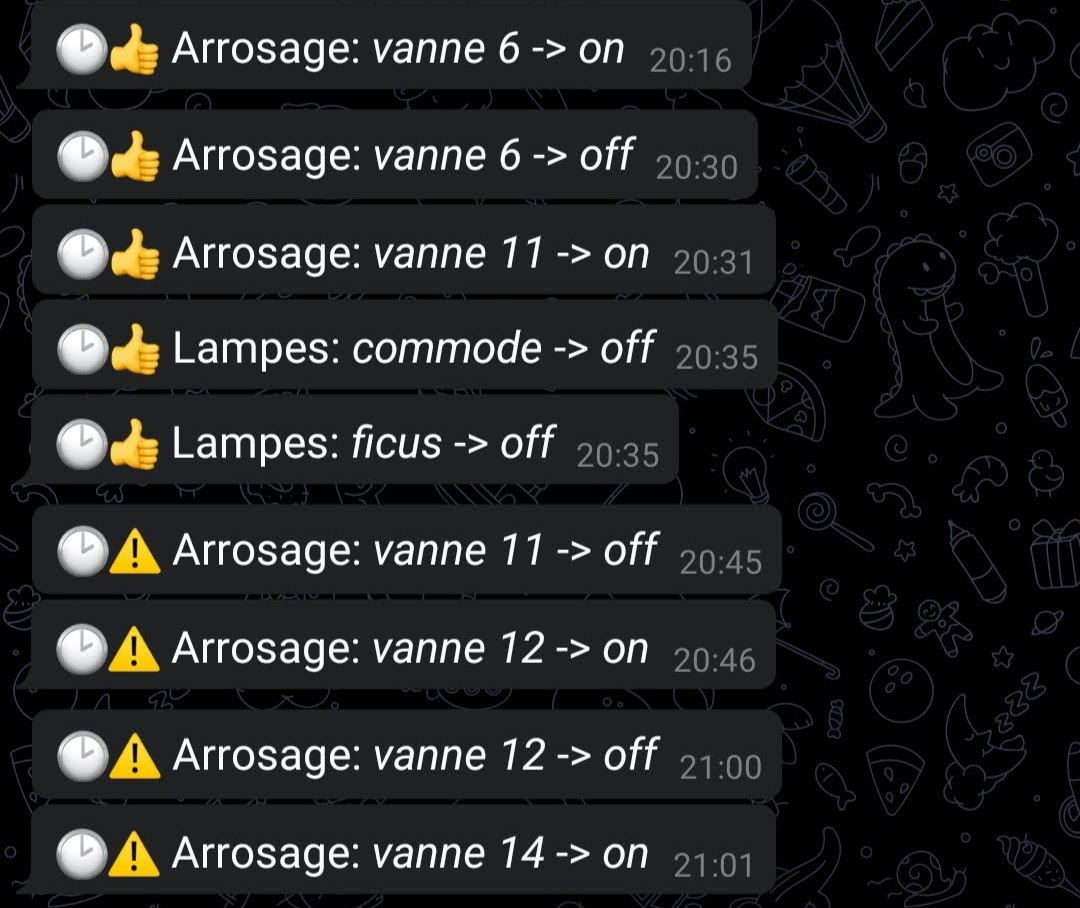 🕑👍 Arrosage: vanne 6 -> on 20:16
🕑👍 Arrosage: vanne 6 -> off 20:30
🕑👍 Arrosage: vanne 11 -> on 20:31
🕑👍 Lampes: commode -> off 20:35
🕑👍 Lampes: ficus -> off 20:35
🕑⚠️ Arrosage: vanne 11 -> off 20:45
🕑⚠️ Arrosage: vanne 12 -> on 20:46
🕑⚠️ Arrosage: vanne 12 -> off 21:00
🕑⚠️ Arrosage: vanne 14 -> on 21:01